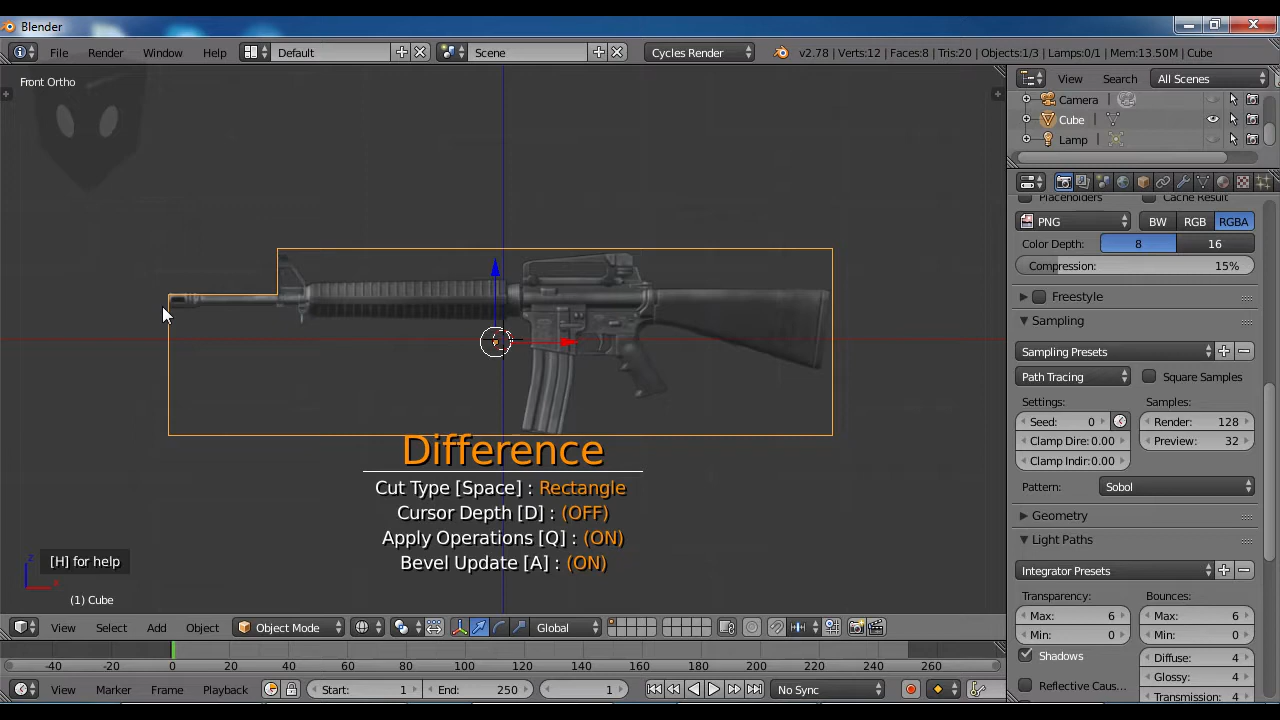 Blender
File Render Window Help Default Scene Cycles Render v2.78 | Verts:12 | Faces:8 | Tris:20 | Objects:1/3 | Lamps:0/1 | Mem:13.50M | Cube
Front Ortho
View Search All Scenes
Camera
Cube
Lamp
Placeholders Cache Result
PNG BW RGB RGBA
Color Depth: 8 16
Compression: 15%
Freestyle
Sampling
Sampling Presets
Path Tracing Square Samples
Settings: Samples:
Seed: 0 Render: 128
Clamp Dire:0.00 Preview: 32
Clamp Indir:0.00
Pattern: Sobol
Geometry
Light Paths
Integrator Presets
Transparency: Bounces:
Max: 6 Max: 6
Min: 0 Min: 0
Shadows Diffuse: 4
Glossy: 4
Reflective Caus... Transmission: 4
Difference
Cut Type [Space] : Rectangle
Cursor Depth [D] : (OFF)
Apply Operations [Q] : (ON)
Bevel Update [A] : (ON)
[H] for help
z
x
(1) Cube
View Select Add Object Object Mode Global
-40 -20 0 20 40 60 80 100 120 140 160 180 200 220 240 260
View Marker Frame Playback Start: 1 End: 250 1 No Sync